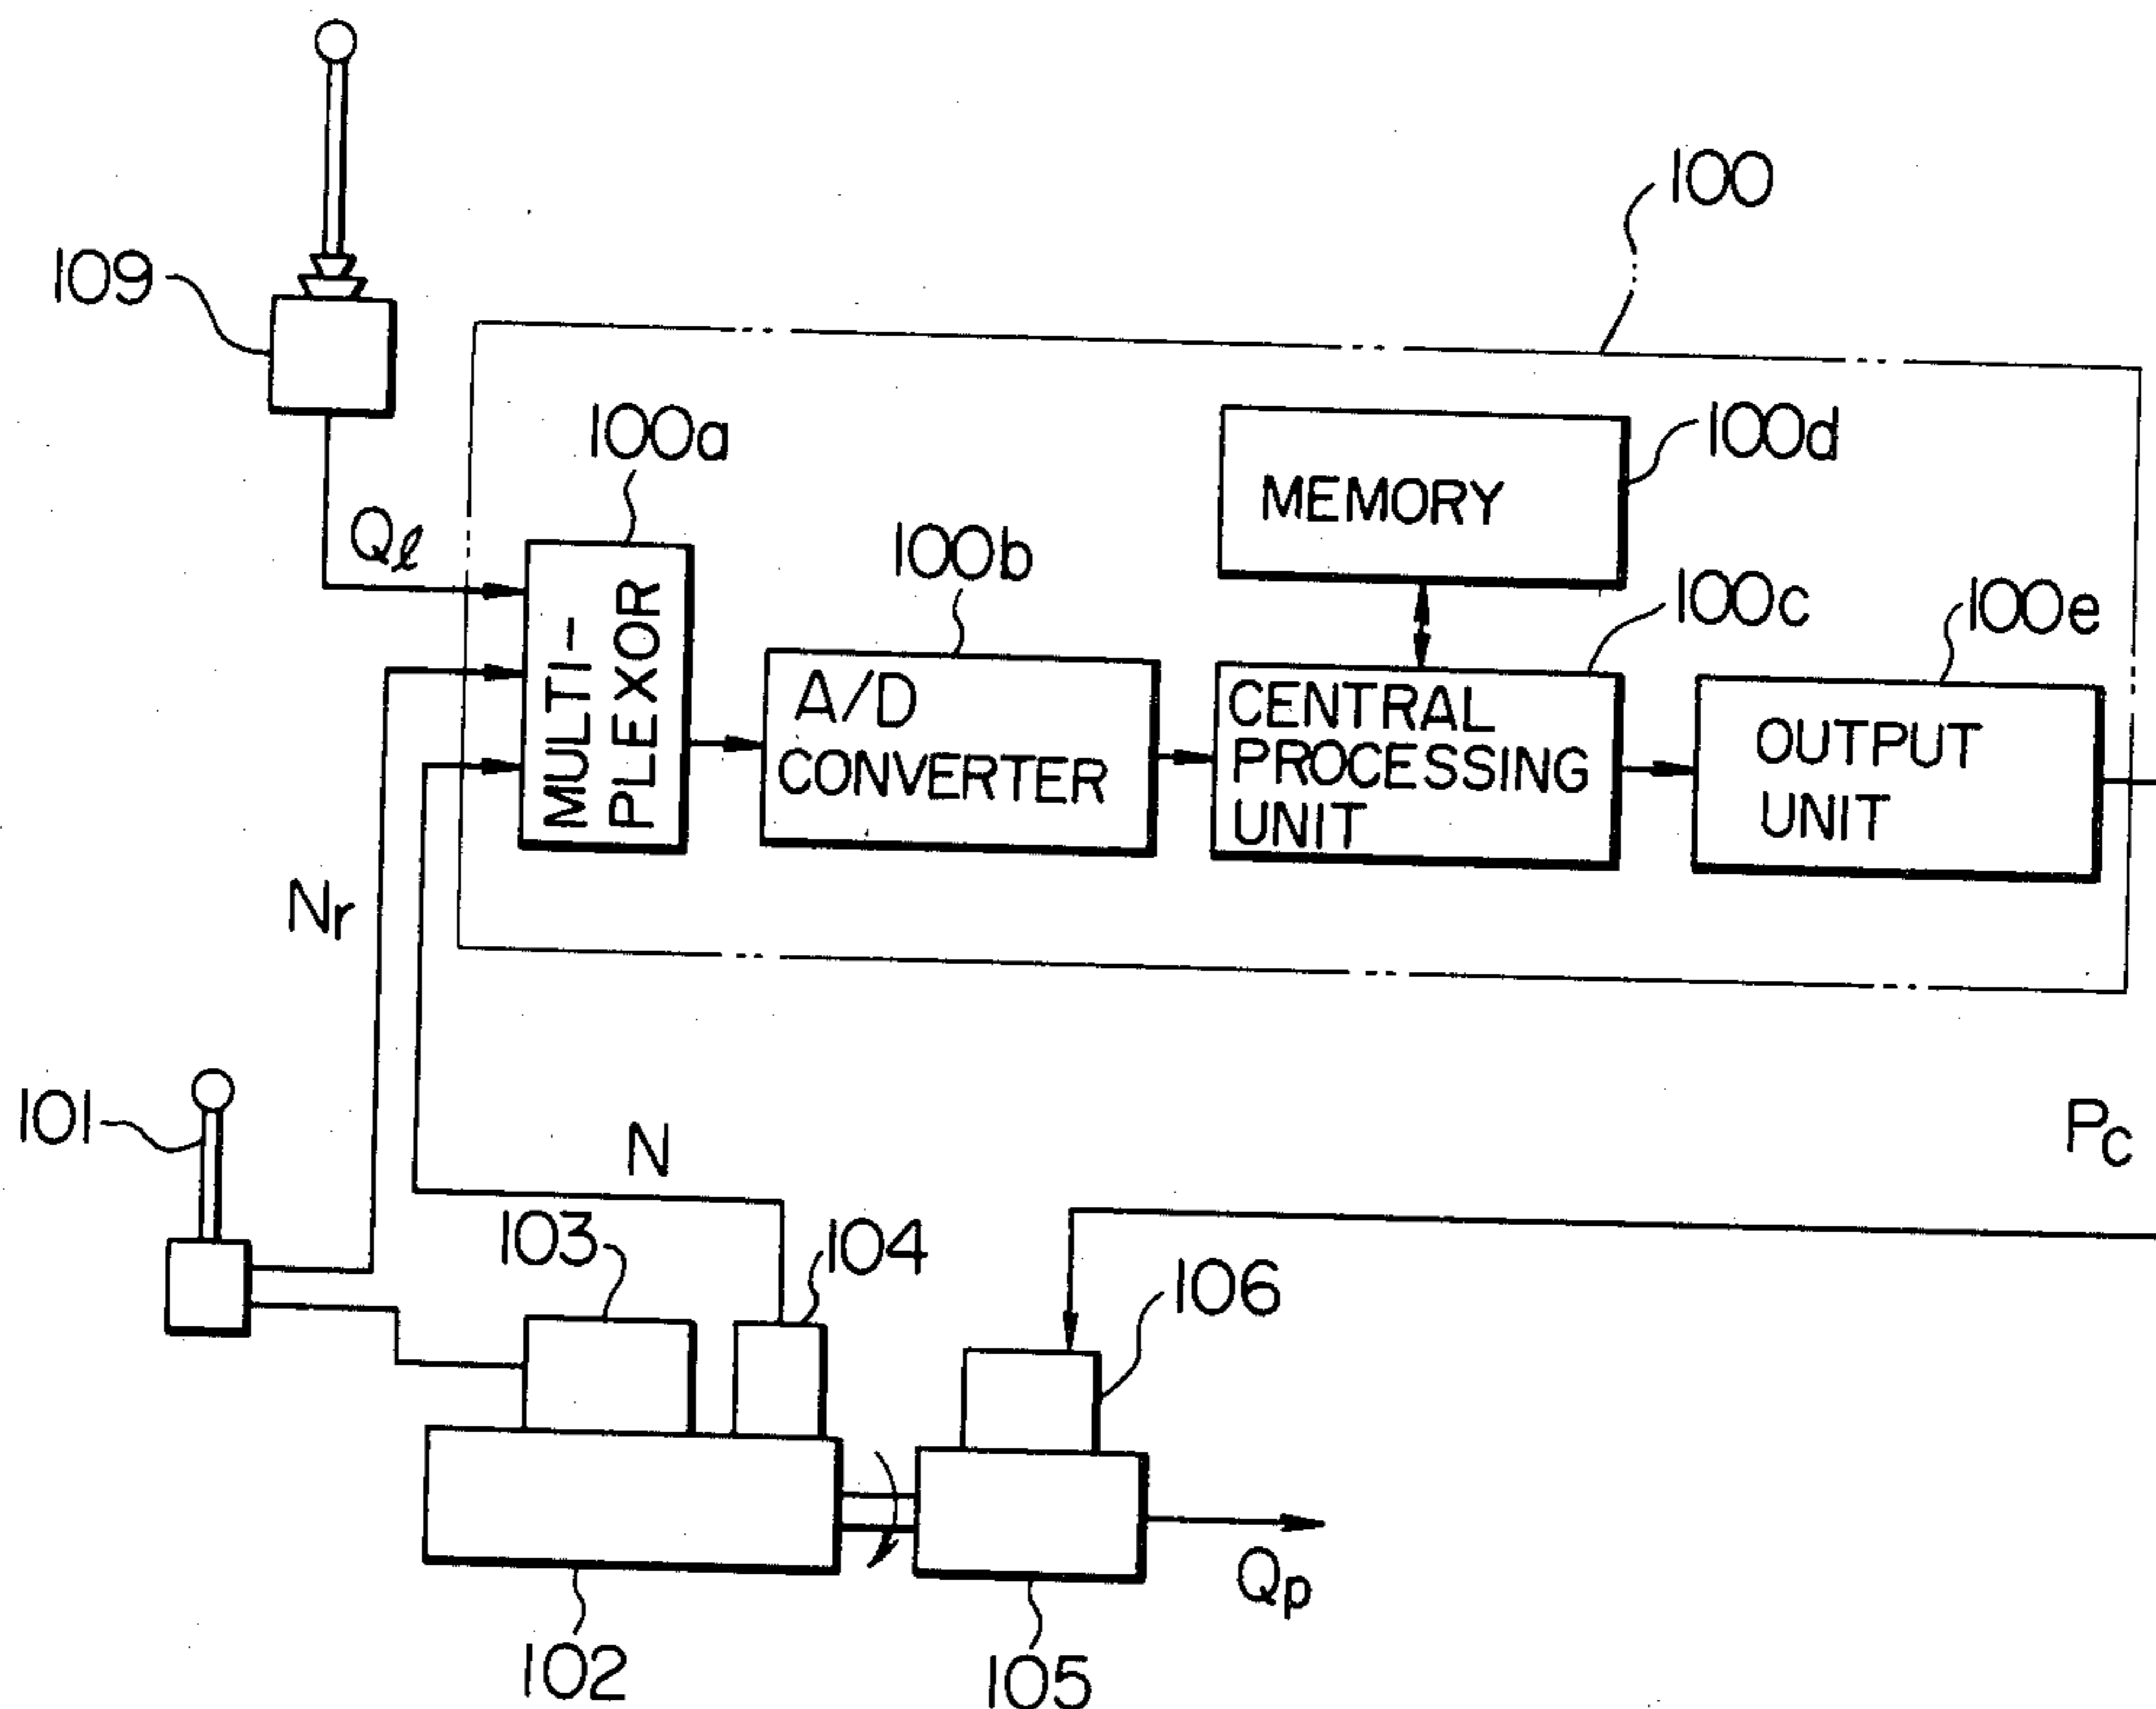 100
109
100a
100d
MEMORY
Qℓ
100b
100c
100e
MULTI-
PLEXOR
A/D
CONVERTER
CENTRAL
PROCESSING
UNIT
OUTPUT
UNIT
Nr
101
N
Pc
103
104
106
Qp
102
105